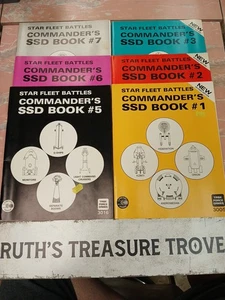 STAR FLEET BATTLES
COMMANDER'S
SSD BOOK #7
STAR FLEET BATTLES
COMMANDER'S
SSD BOOK #3
NEW
STAR FLEET BATTLES
COMMANDER'S
SSD BOOK #6
STAR FLEET BATTLES
COMMANDER'S
SSD BOOK #2
NEW
STAR FLEET BATTLES
COMMANDER'S
SSD BOOK #5
STAR FLEET BATTLES
COMMANDER'S
SSD BOOK #1
NEW
RUTH'S TREASURE TROVE